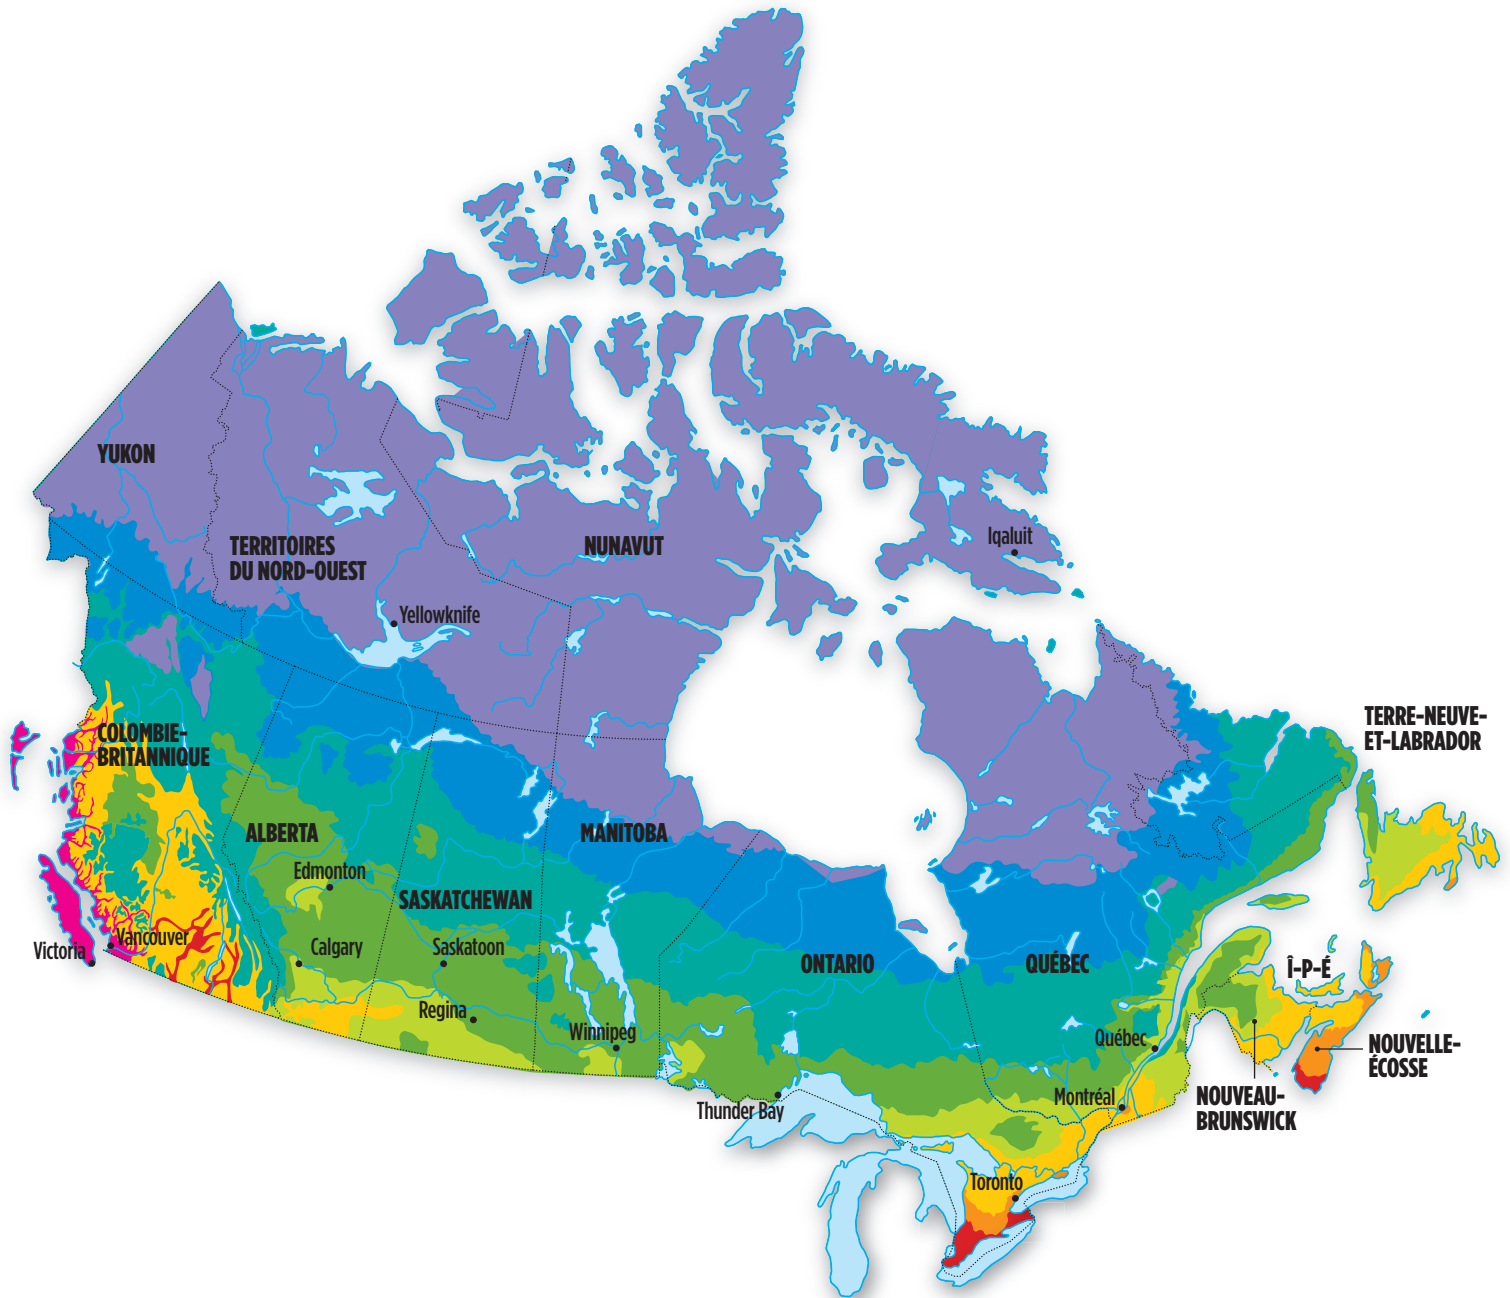 YUKON
TERRITOIRES
DU NORD-OUEST
NUNAVUT
Iqaluit
Yellowknife
TERRE-NEUVE-
ET-LABRADOR
COLOMBIE-
BRITANNIQUE
ALBERTA
MANITOBA
Edmonton
SASKATCHEWAN
Victoria
Vancouver
Calgary
Saskatoon
ONTARIO
QUÉBEC
Î-P-É
Regina
Winnipeg
Québec
NOUVELLE-
ÉCOSSE
Thunder Bay
Montréal
NOUVEAU-
BRUNSWICK
Toronto